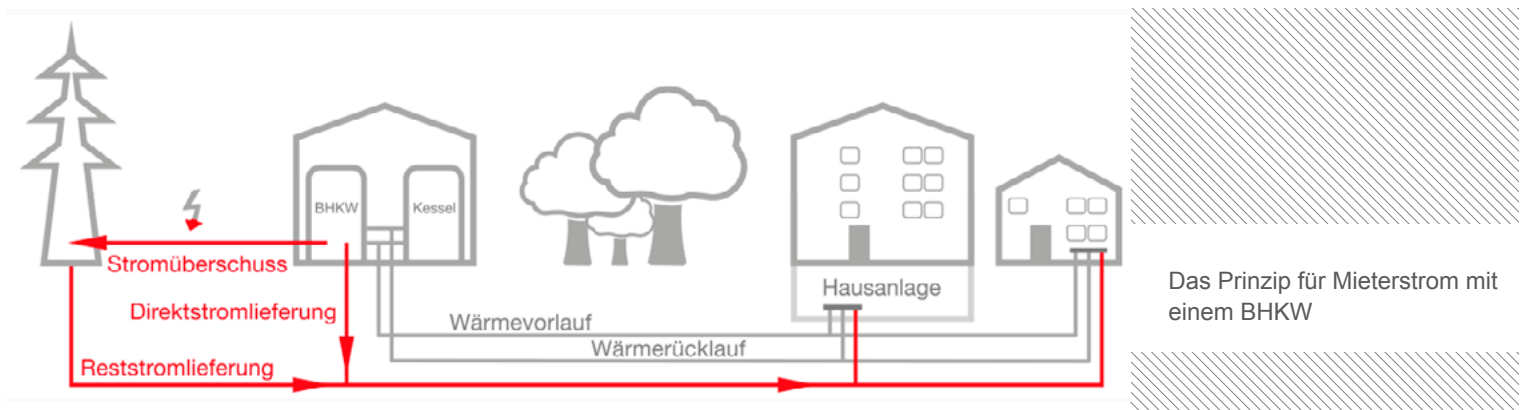 BHKW
Kessel
Stromüberschuss
Direktstromlieferung
Reststromlieferung
Wärmevorlauf
Wärmerücklauf
Hausanlage
Das Prinzip für Mieterstrom mit
einem BHKW